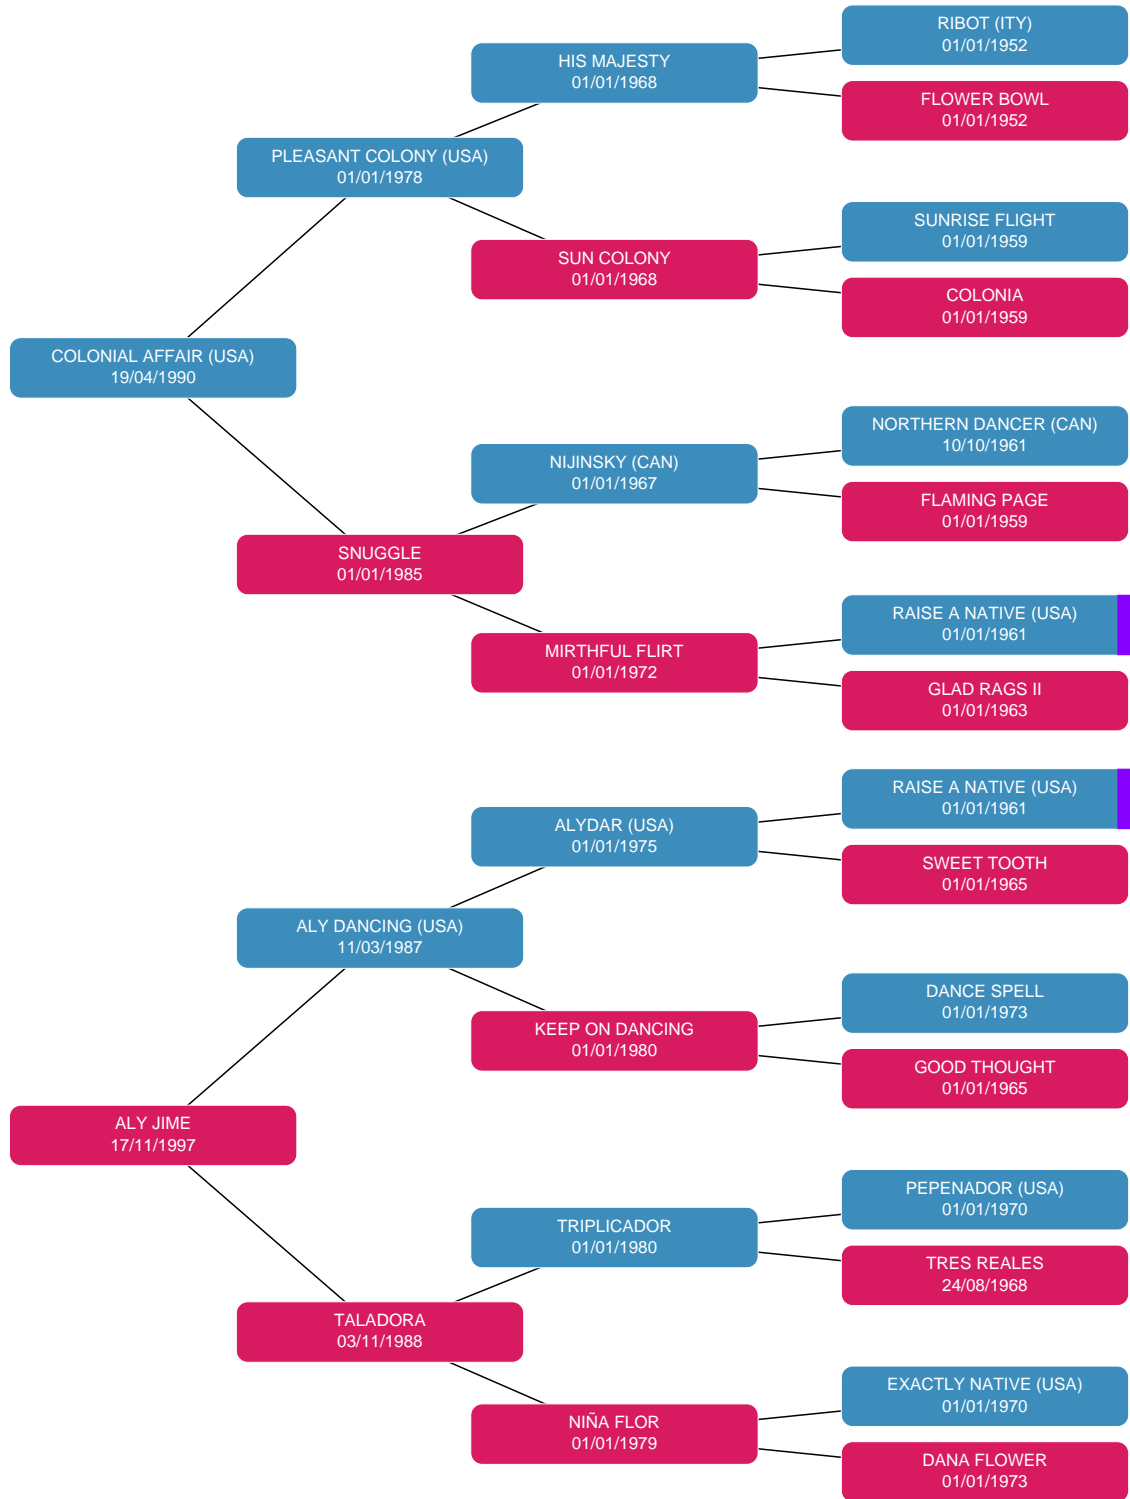 RIBOT (ITY)
01/01/1952
HIS MAJESTY
01/01/1968
FLOWER BOWL
01/01/1952
PLEASANT COLONY (USA)
01/01/1978
SUNRISE FLIGHT
01/01/1959
SUN COLONY
01/01/1968
COLONIA
01/01/1959
COLONIAL AFFAIR (USA)
19/04/1990
NORTHERN DANCER (CAN)
10/10/1961
NIJINSKY (CAN)
01/01/1967
FLAMING PAGE
01/01/1959
SNUGGLE
01/01/1985
RAISE A NATIVE (USA)
01/01/1961
MIRTHFUL FLIRT
01/01/1972
GLAD RAGS II
01/01/1963
RAISE A NATIVE (USA)
01/01/1961
ALYDAR (USA)
01/01/1975
SWEET TOOTH
01/01/1965
ALY DANCING (USA)
11/03/1987
DANCE SPELL
01/01/1973
KEEP ON DANCING
01/01/1980
GOOD THOUGHT
01/01/1965
ALY JIME
17/11/1997
PEPENADOR (USA)
01/01/1970
TRIPLICADOR
01/01/1980
TRES REALES
24/08/1968
TALADORA
03/11/1988
EXACTLY NATIVE (USA)
01/01/1970
NIÑA FLOR
01/01/1979
DANA FLOWER
01/01/1973